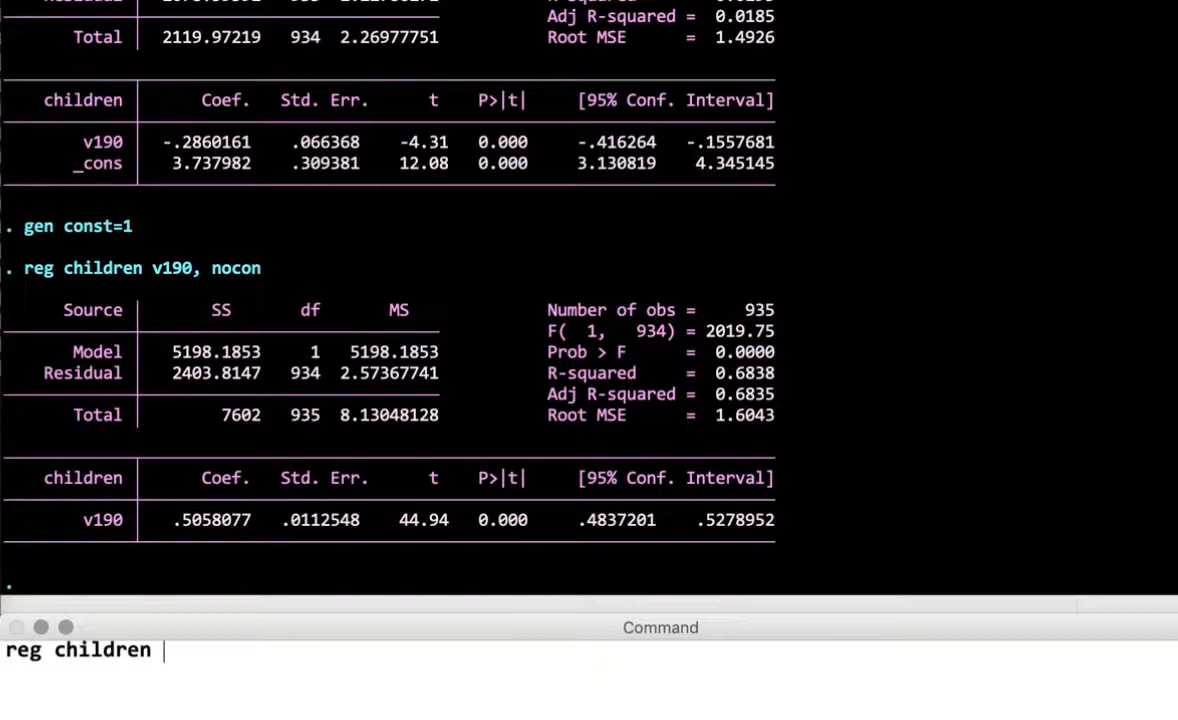 Adj R-squared = 0.0185
Total 2119.97219 934 2.26977751 Root MSE = 1.4926
children Coef. Std. Err. t P>|t| [95% Conf. Interval]
v190 -.2860161 .066368 -4.31 0.000 -.416264 -.1557681
_cons 3.737982 .309381 12.08 0.000 3.130819 4.345145
. gen const=1
. reg children v190, nocon
Source SS df MS Number of obs = 935
F( 1, 934) = 2019.75
Model 5198.1853 1 5198.1853 Prob > F = 0.0000
Residual 2403.8147 934 2.57367741 R-squared = 0.6838
Adj R-squared = 0.6835
Total 7602 935 8.13048128 Root MSE = 1.6043
children Coef. Std. Err. t P>|t| [95% Conf. Interval]
v190 .5058077 .0112548 44.94 0.000 .4837201 .5278952
.
Command
reg children